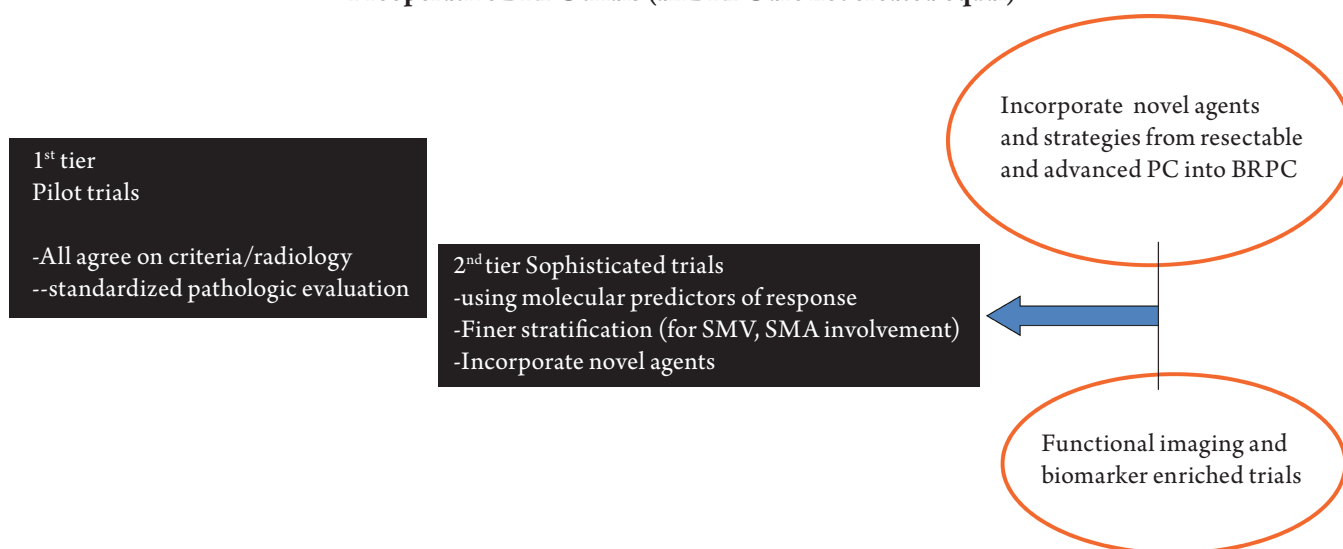 1st tier
Pilot trials
-All agree on criteria/radiology
--standardized pathologic evaluation
2nd tier Sophisticated trials
-using molecular predictors of response
-Finer stratification (for SMV, SMA involvement)
-Incorporate novel agents
Incorporate novel agents
and strategies from resectable
and advanced PC into BRPC
Functional imaging and
biomarker enriched trials